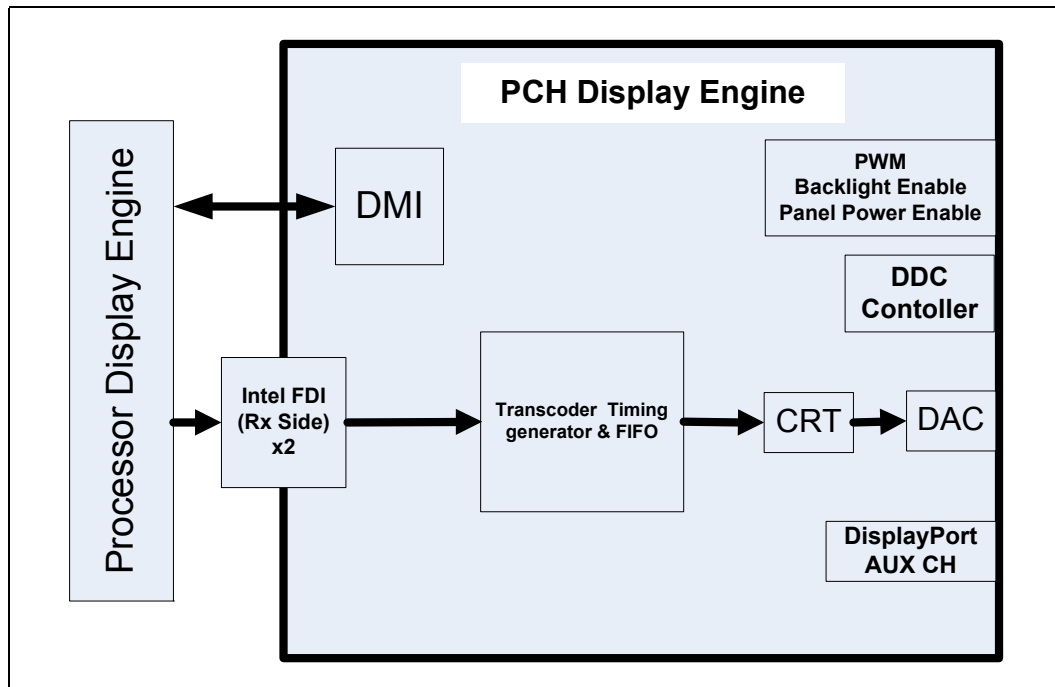 PCH Display Engine
Processor Display Engine
DMI
PWM
Backlight Enable
Panel Power Enable
DDC
Contoller
Intel FDI
(Rx Side)
x2
Transcoder Timing
generator & FIFO
CRT
DAC
DisplayPort
AUX CH